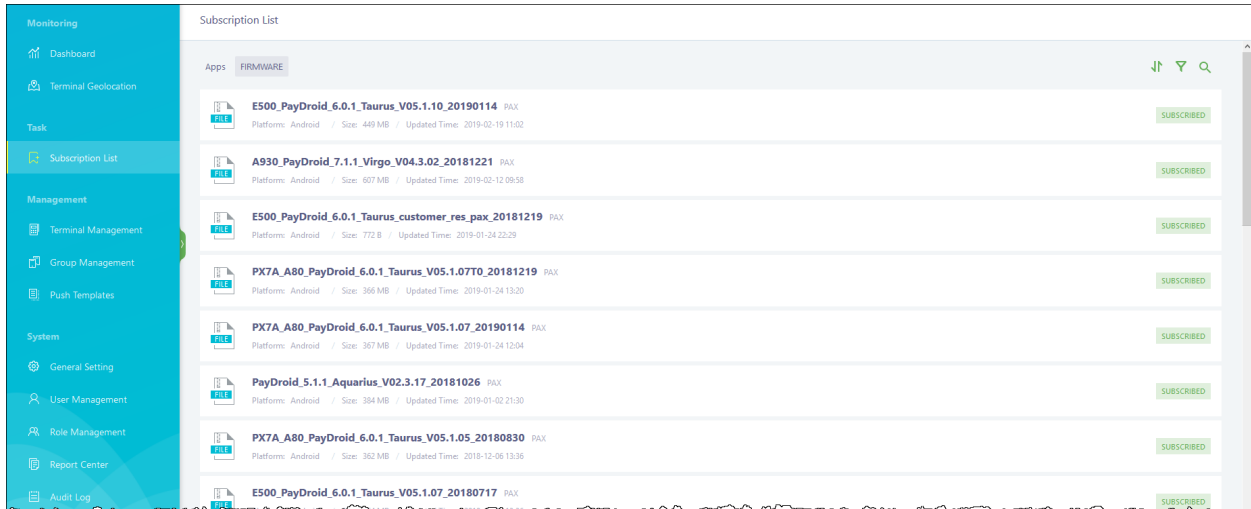 Monitoring
Dashboard
Terminal Geolocation
Task
Subscription List
Management
Terminal Management
Group Management
Push Templates
System
General Setting
User Management
Role Management
Report Center
Audit Log
Subscription List
Apps FIRMWARE
E500_PayDroid_6.0.1_Taurus_V05.1.10_20190114 PAX
FILE
Platform: Android / Size: 449 MB / Updated Time: 2019-02-19 11:02
SUBSCRIBED
A930_PayDroid_7.1.1_Virgo_V04.3.02_20181221 PAX
FILE
Platform: Android / Size: 607 MB / Updated Time: 2019-02-12 09:58
SUBSCRIBED
E500_PayDroid_6.0.1_Taurus_customer_res_pax_20181219 PAX
FILE
Platform: Android / Size: 772 B / Updated Time: 2019-01-24 22:29
SUBSCRIBED
PX7A_A80_PayDroid_6.0.1_Taurus_V05.1.07T0_20181219 PAX
FILE
Platform: Android / Size: 366 MB / Updated Time: 2019-01-24 13:20
SUBSCRIBED
PX7A_A80_PayDroid_6.0.1_Taurus_V05.1.07_20190114 PAX
FILE
Platform: Android / Size: 367 MB / Updated Time: 2019-01-24 12:04
SUBSCRIBED
PayDroid_5.1.1_Aquarius_V02.3.17_20181026 PAX
FILE
Platform: Android / Size: 384 MB / Updated Time: 2019-01-02 21:30
SUBSCRIBED
PX7A_A80_PayDroid_6.0.1_Taurus_V05.1.05_20180830 PAX
FILE
Platform: Android / Size: 362 MB / Updated Time: 2018-12-06 13:36
SUBSCRIBED
E500_PayDroid_6.0.1_Taurus_V05.1.07_20180717 PAX
FILE
SUBSCRIBED